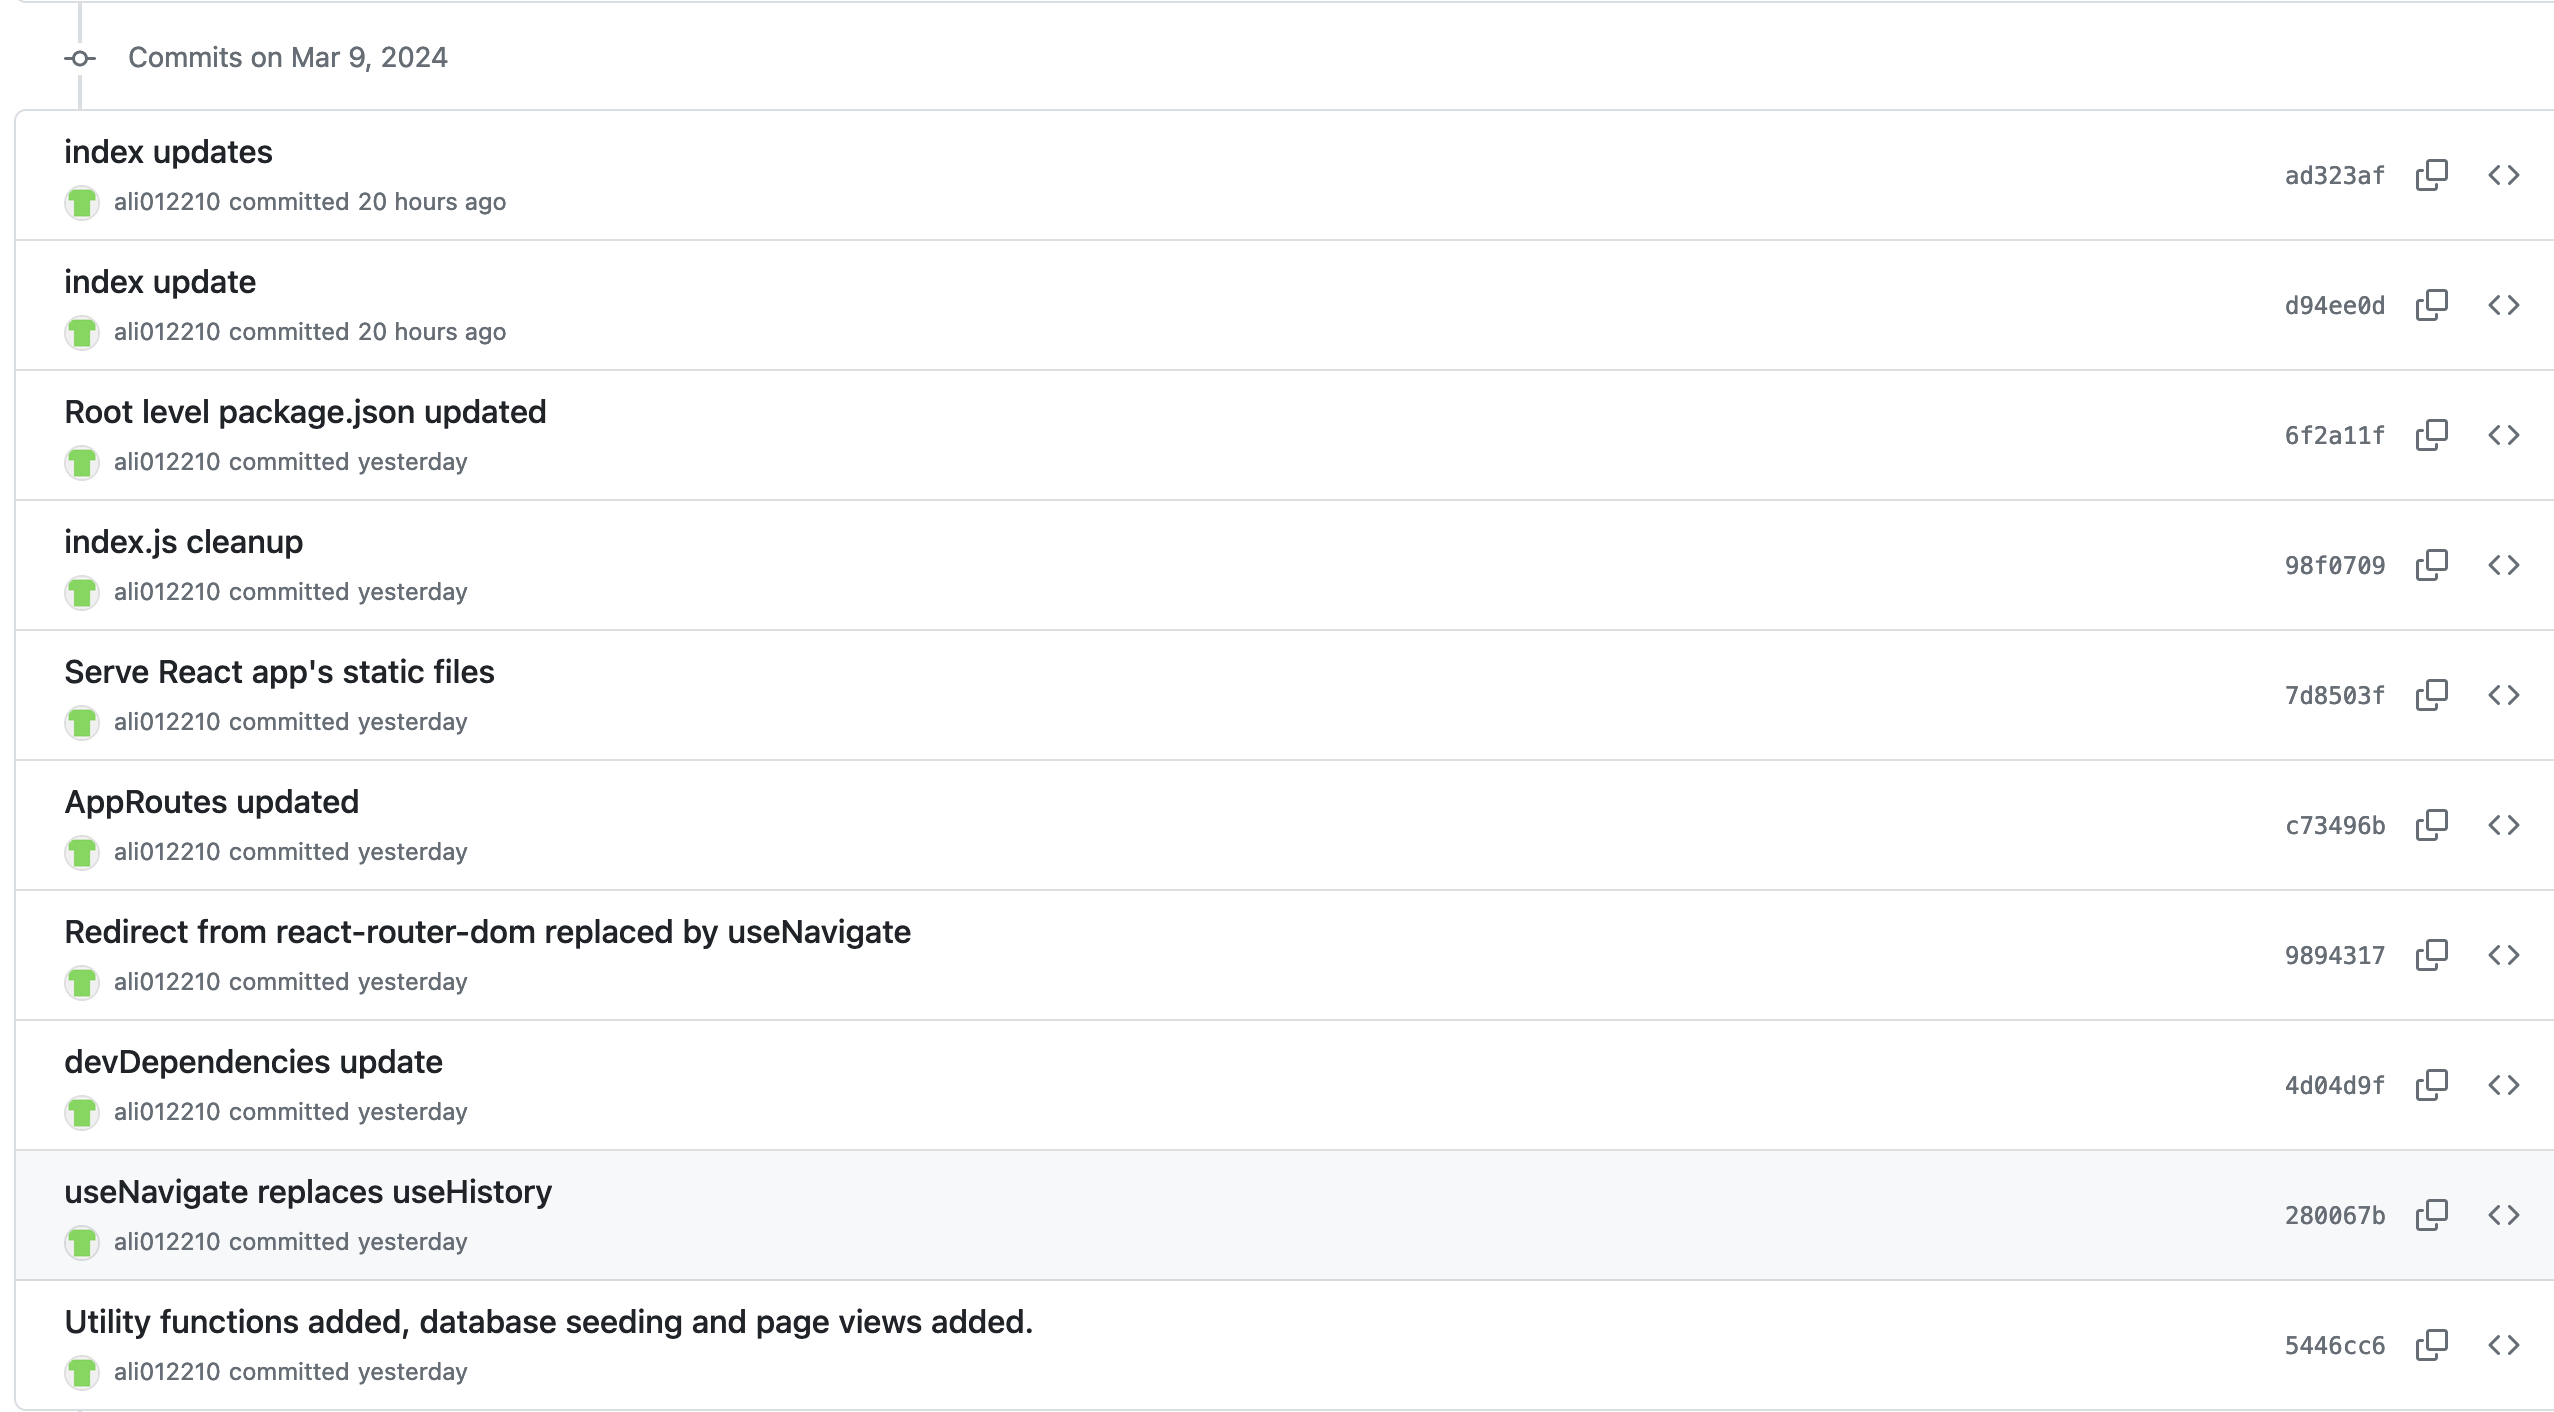 Commits on Mar 9, 2024
index updates
ali012210 committed 20 hours ago
ad323af
index update
ali012210 committed 20 hours ago
d94ee0d
Root level package.json updated
ali012210 committed yesterday
6f2a11f
index.js cleanup
ali012210 committed yesterday
98f0709
Serve React app's static files
ali012210 committed yesterday
7d8503f
AppRoutes updated
ali012210 committed yesterday
c73496b
Redirect from react-router-dom replaced by useNavigate
ali012210 committed yesterday
9894317
devDependencies update
ali012210 committed yesterday
4d04d9f
useNavigate replaces useHistory
ali012210 committed yesterday
280067b
Utility functions added, database seeding and page views added.
ali012210 committed yesterday
5446cc6